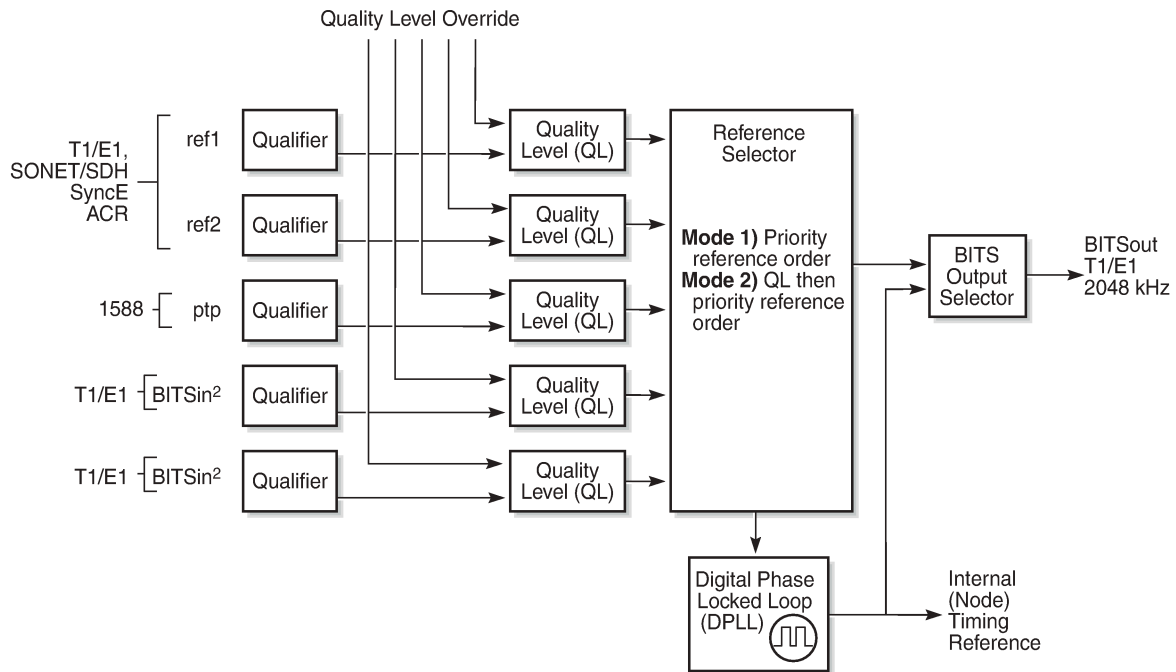 Quality Level Override
T1/E1,
SONET/SDH
SyncE
ACR
ref1
Qualifier
Quality
Level (QL)
ref2
Qualifier
Quality
Level (QL)
1588
ptp
Qualifier
Quality
Level (QL)
T1/E1
BITSin²
Qualifier
Quality
Level (QL)
T1/E1
BITSin²
Qualifier
Quality
Level (QL)
Reference
Selector
Mode 1) Priority
reference order
Mode 2) QL then
priority reference
order
BITS
Output
Selector
BITSout
T1/E1
2048 kHz
Digital Phase
Locked Loop
(DPLL)
Internal
(Node)
Timing
Reference